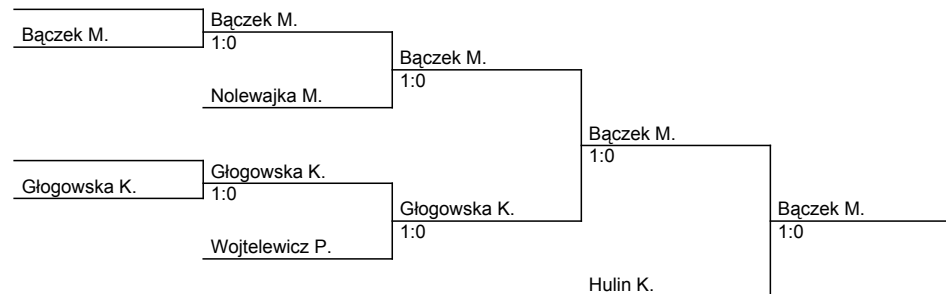 Bączek M.
Bączek M.
1:0
Bączek M.
1:0
Nolewajka M.
Bączek M.
1:0
Głogowska K.
Głogowska K.
1:0
Głogowska K.
1:0
Bączek M.
1:0
Wojtelewicz P.
Hulin K.